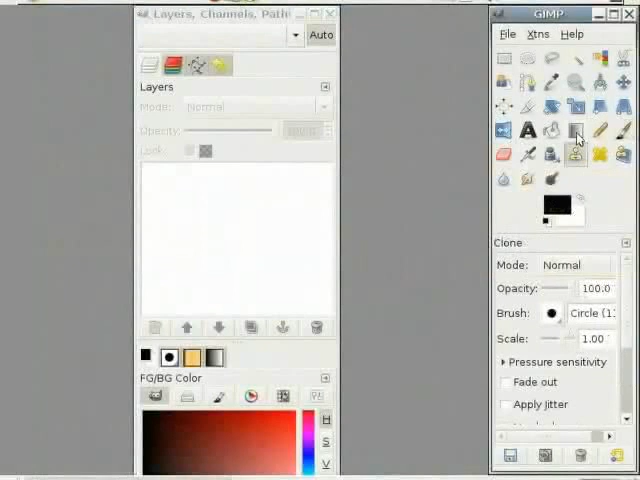 Layers, Channels, Path
GIMP
Auto
File Xtns Help
Layers
Mode: Normal
Opacity:
Lock:
Clone
Mode: Normal
Opacity: 100.0
Brush: Circle (1
Scale: 1.00
Pressure sensitivity
Fade out
Apply Jitter
FG/BG Color
H
S
V